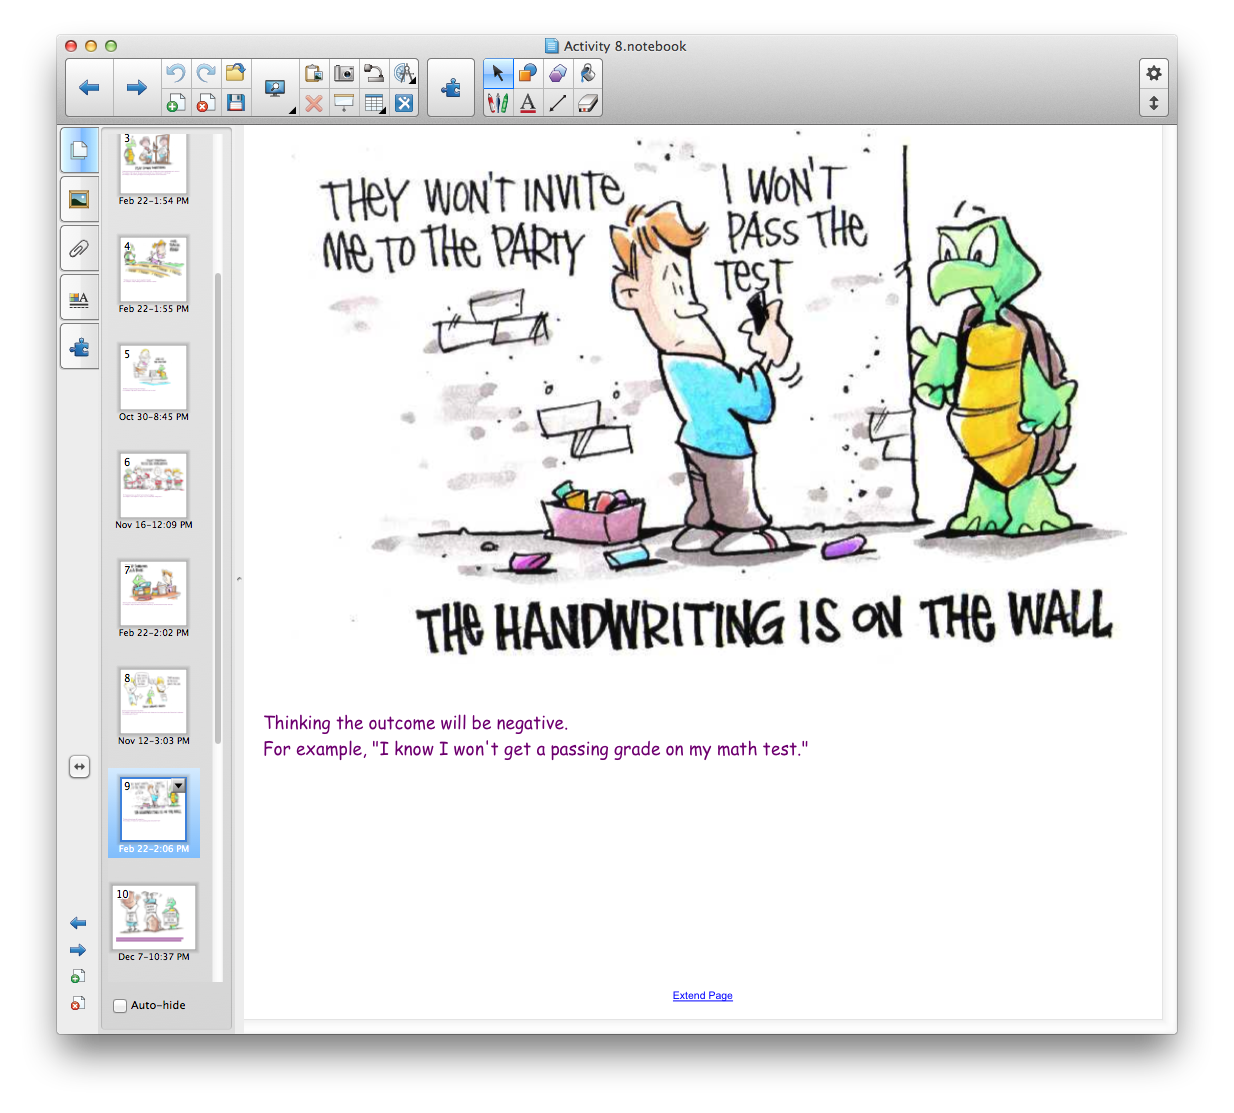 Activity 8.notebook
3
Feb 22-1:54 PM
4
Feb 22-1:55 PM
5
Oct 30-8:45 PM
6
Nov 16-12:09 PM
7
Feb 22-2:02 PM
8
Nov 12-3:03 PM
9
Feb 22-2:06 PM
10
Dec 7-10:37 PM
Auto-hide
THEY WON'T INVITE
ME TO THE PARTY
I WON'T
PASS THE
TEST
THE HANDWRITING IS ON THE WALL
Thinking the outcome will be negative.
For example, "I know I won't get a passing grade on my math test."
Extend Page